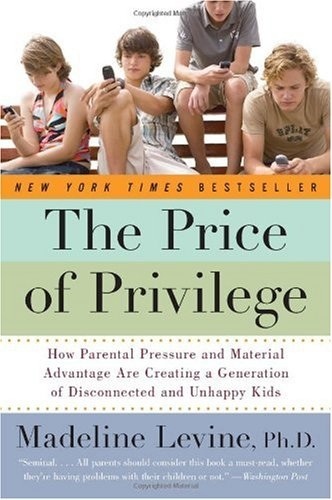 UPLET
NEW YORK TIMES BESTSELLER
The Price
of Privilege
How Parental Pressure and Material
Advantage Are Creating a Generation
of Disconnected and Unhappy Kids
Madeline Levine, Ph.D.
"Seminal. . . . All parents should consider this book a must-read, whether
they're having problems with their children or not." —Washington Post